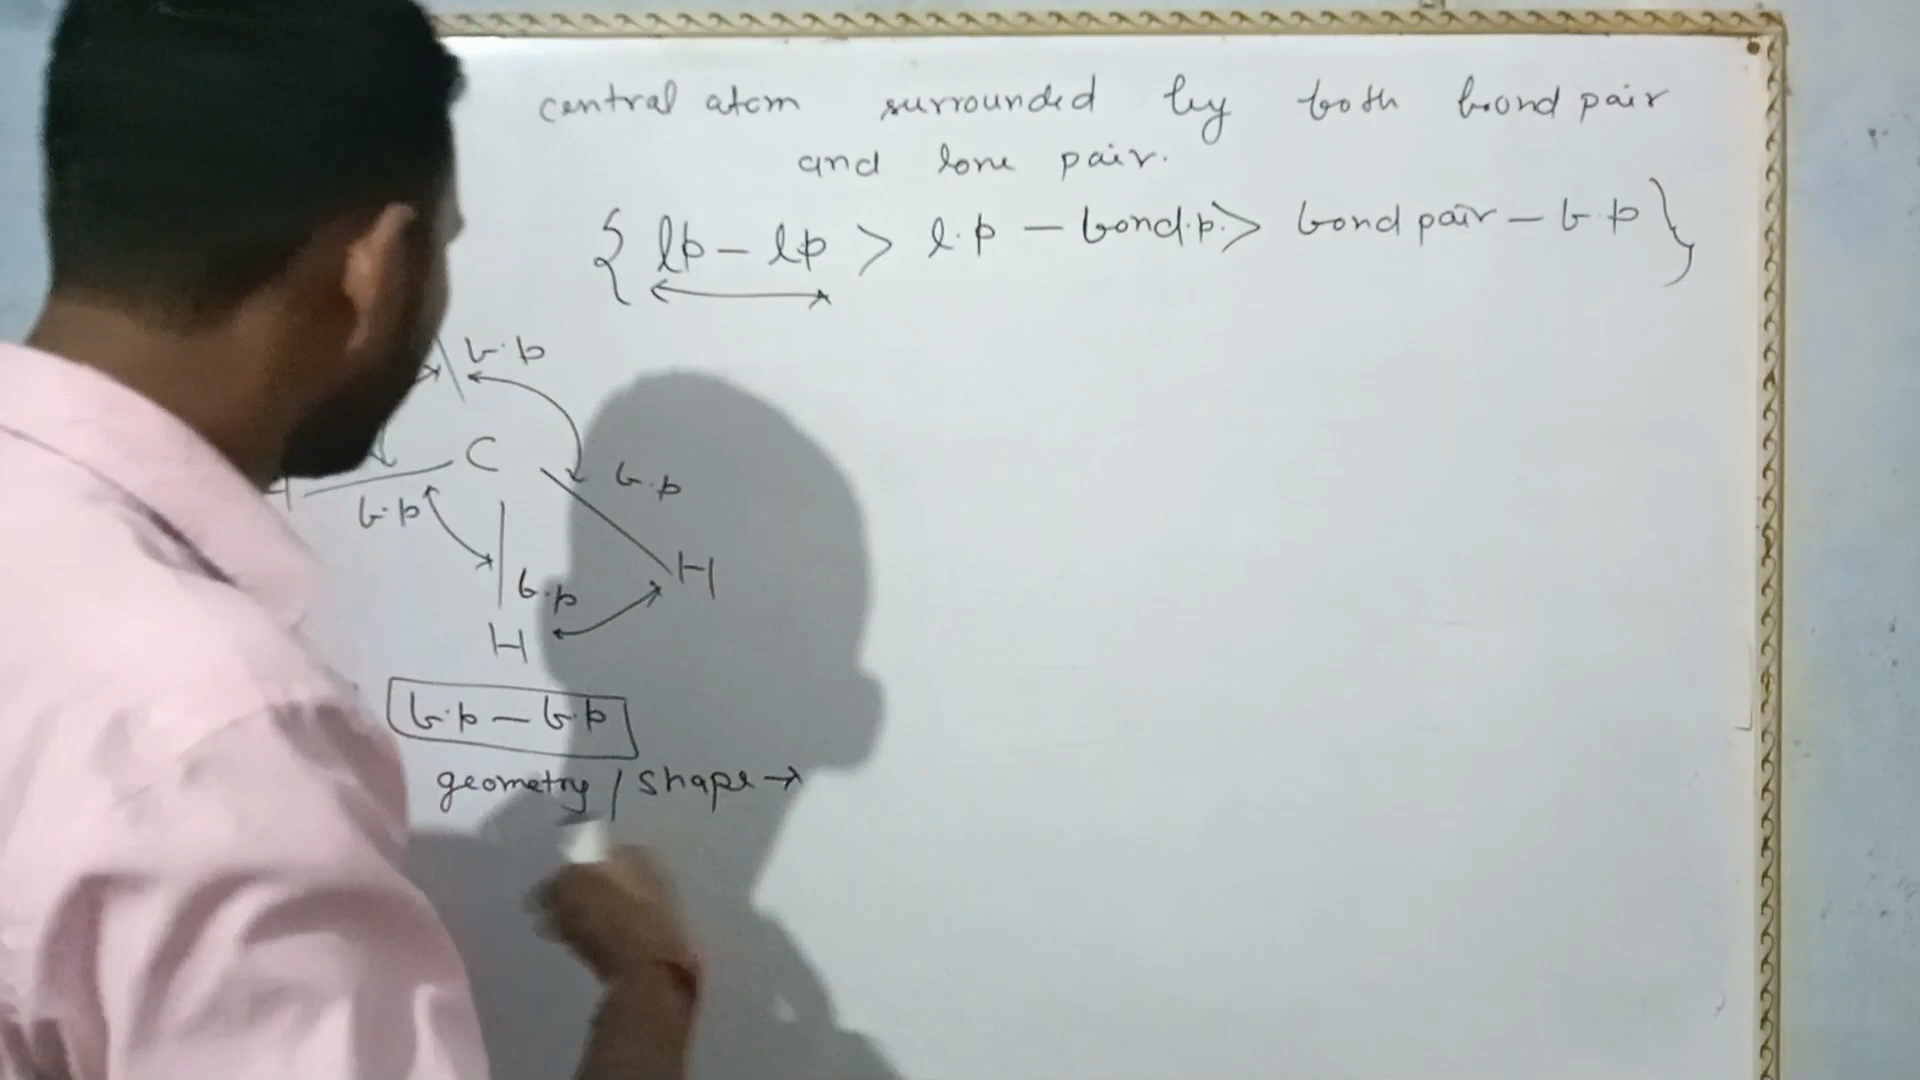 central atom surrounded by both bond pair
and lone pair.
{ lp - lp > l.p - bond.p. > bond pair - b.p }
b.p
C
b.p
b.p
H
b.p
H
b.p - b.p
geometry / shape →